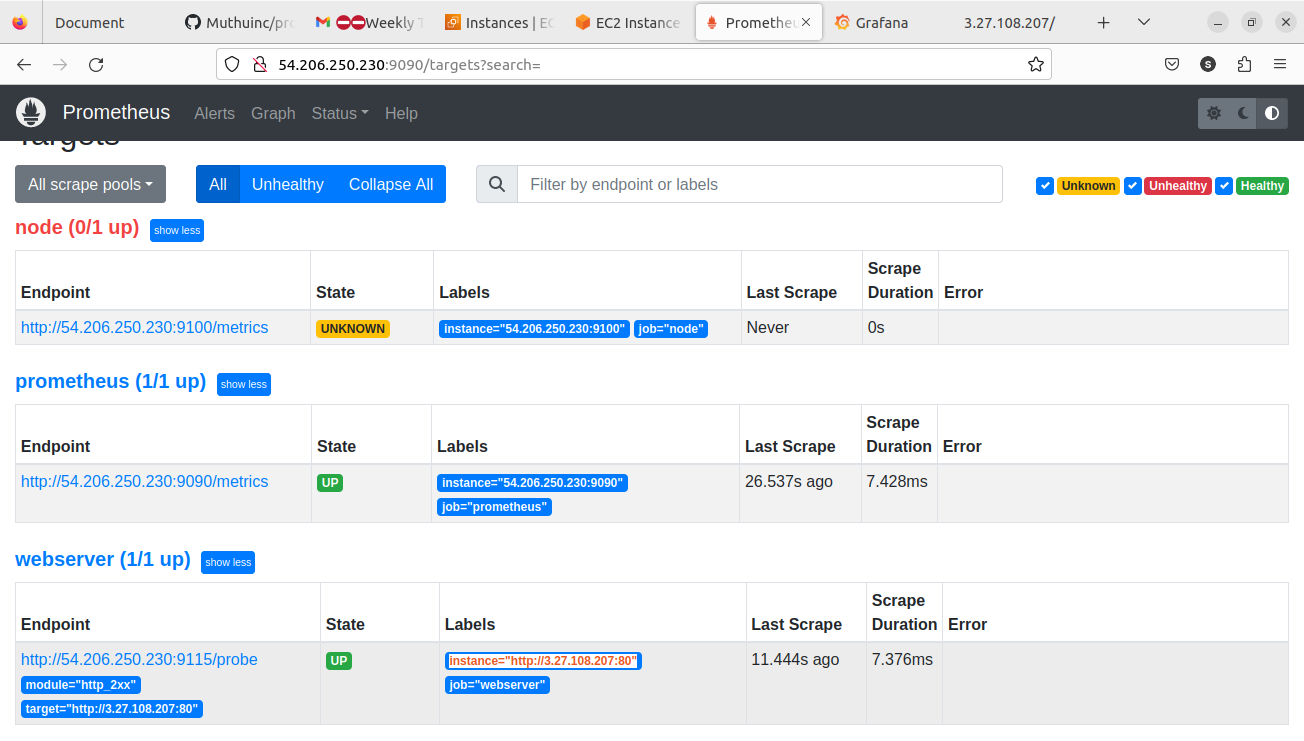 Document
Muthuinc/pro
Weekly T
Instances | EC
EC2 Instance
Prometheu
Grafana
3.27.108.207/
54.206.250.230:9090/targets?search=
S
Prometheus Alerts Graph Status Help
Targets
All scrape pools
All Unhealthy Collapse All
Filter by endpoint or labels
Unknown Unhealthy Healthy
node (0/1 up) show less
Endpoint State Labels Last Scrape Scrape Duration Error
http://54.206.250.230:9100/metrics UNKNOWN instance="54.206.250.230:9100" job="node" Never 0s
prometheus (1/1 up) show less
Endpoint State Labels Last Scrape Scrape Duration Error
http://54.206.250.230:9090/metrics UP instance="54.206.250.230:9090" 26.537s ago 7.428ms
job="prometheus"
webserver (1/1 up) show less
Endpoint State Labels Last Scrape Scrape Duration Error
http://54.206.250.230:9115/probe UP instance="http://3.27.108.207:80" 11.444s ago 7.376ms
module="http_2xx" job="webserver"
target="http://3.27.108.207:80"